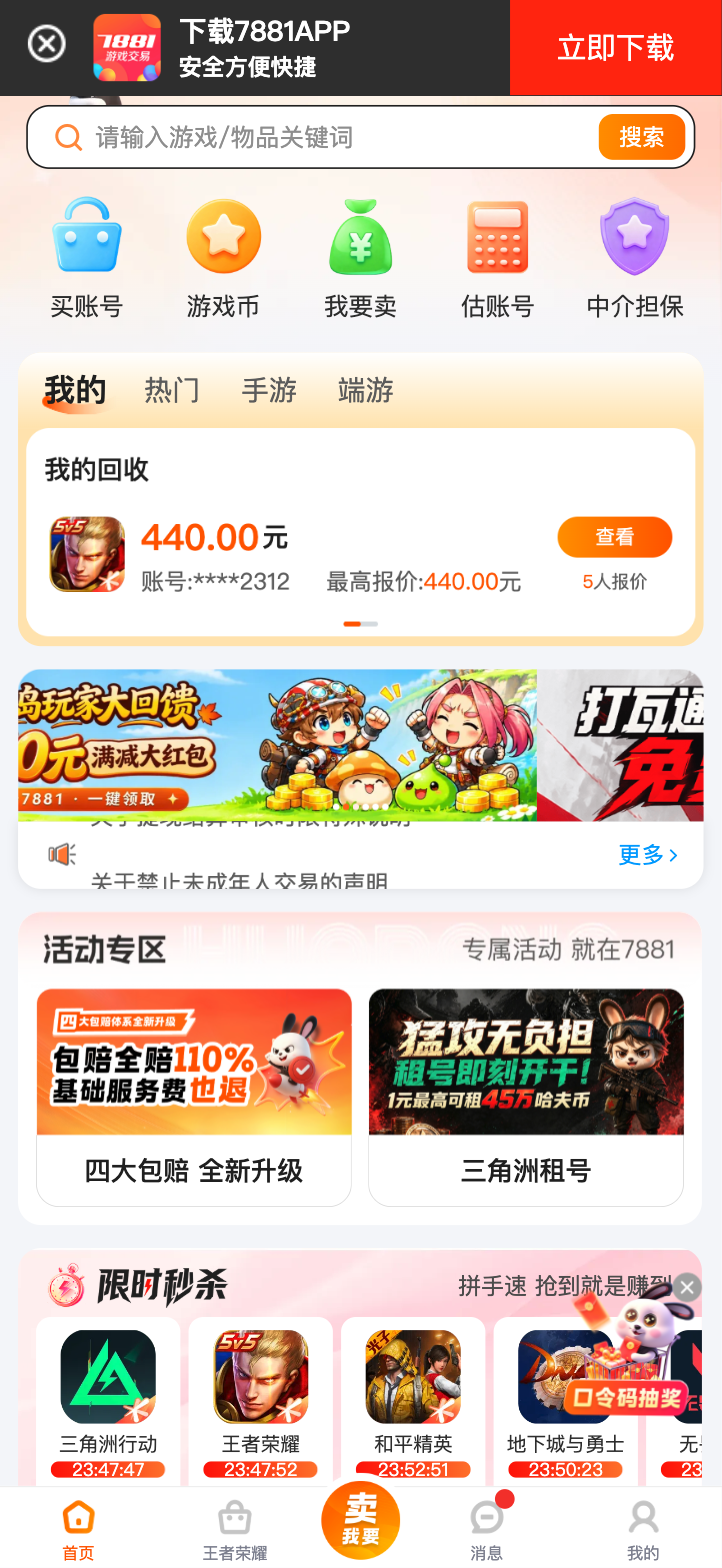 7881
游戏交易
下载7881APP
安全方便快捷
立即下载
请输入游戏/物品关键词
搜索
买账号
游戏币
我要卖
估账号
中介担保
我的
热门
手游
端游
我的回收
5v5
440.00元
查看
账号:****2312
最高报价:440.00元
5人报价
岛玩家大回馈
0元满减大红包
7881 · 一键领取
打瓦通
免
更多
关于禁止未成年人交易的声明
活动专区
专属活动 就在7881
四大包赔体系全新升级
包赔全赔110%
基础服务费也退
猛攻无负担
租号即刻开干!
1元最高可租45万哈夫币
四大包赔 全新升级
三角洲租号
限时秒杀
拼手速 抢到就是赚到
5v5
光子
口令码抽奖
三角洲行动
王者荣耀
和平精英
地下城与勇士
无
23:47:47
23:47:52
23:52:51
23:50:23
23
首页
王者荣耀
卖
我要
消息
我的